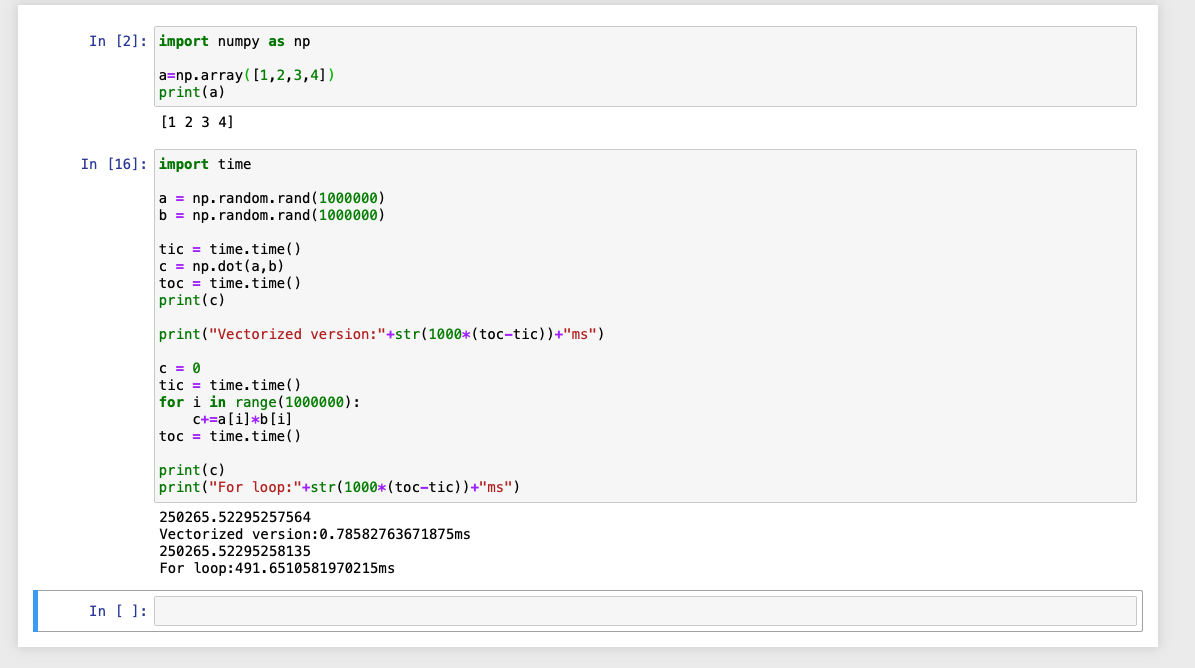 In [2]: import numpy as np
a=np.array([1,2,3,4])
print(a)
[1 2 3 4]
In [16]: import time
a = np.random.rand(1000000)
b = np.random.rand(1000000)
tic = time.time()
c = np.dot(a,b)
toc = time.time()
print(c)
print("Vectorized version:"+str(1000*(toc-tic))+"ms")
c = 0
tic = time.time()
for i in range(1000000):
    c+=a[i]*b[i]
toc = time.time()
print(c)
print("For loop:"+str(1000*(toc-tic))+"ms")
250265.52295257564
Vectorized version:0.78582763671875ms
250265.52295258135
For loop:491.6510581970215ms
In [ ]: